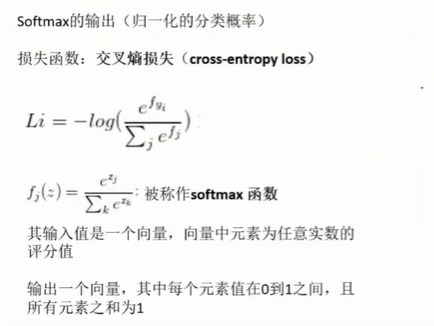 Softmax的输出（归一化的分类概率）
损失函数：交叉熵损失（cross-entropy loss）
Li = −log(e^{f_{y_i}} / ∑_j e^{f_j})
f_j(z) = e^{z_j} / ∑_k e^{z_k} : 被称作softmax 函数
其输入值是一个向量，向量中元素为任意实数的
评分值
输出一个向量，其中每个元素值在0到1之间，且
所有元素之和为1